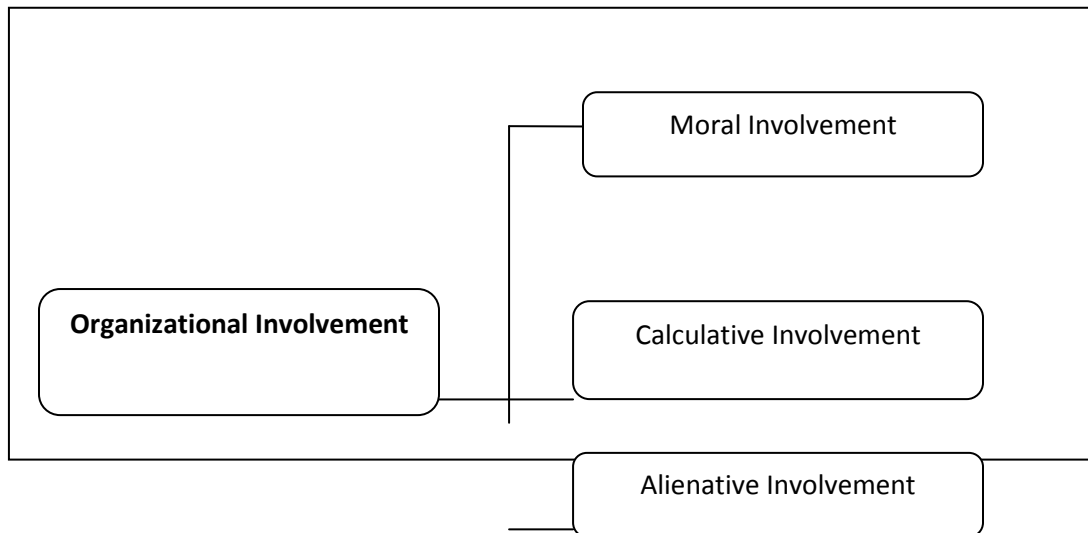 Moral Involvement
Organizational Involvement
Calculative Involvement
Alienative Involvement